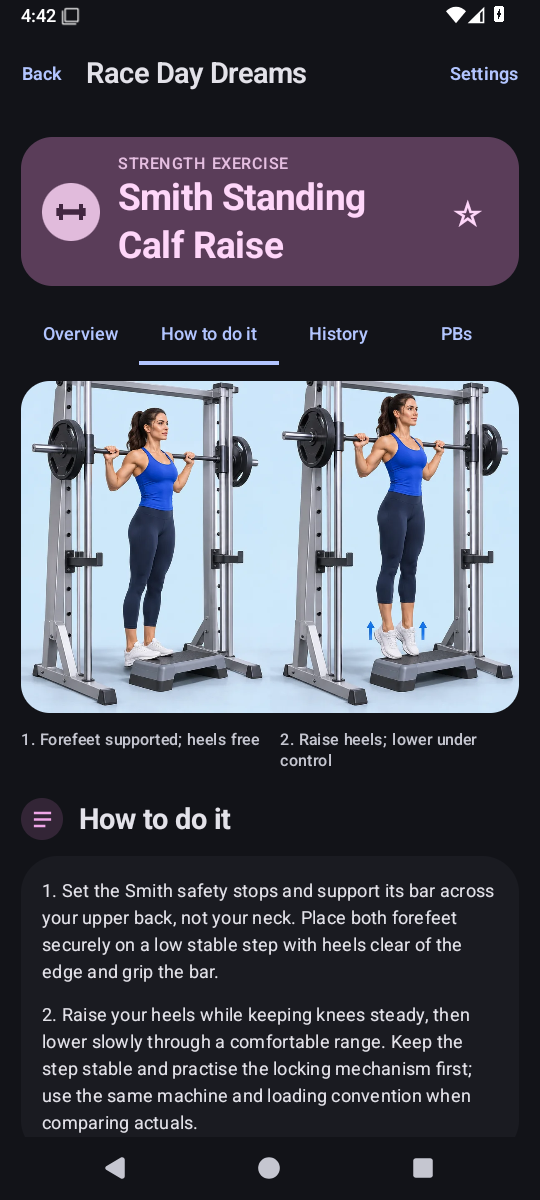 4:42
Back Race Day Dreams Settings
STRENGTH EXERCISE
Smith Standing
Calf Raise
Overview How to do it History PBs
1. Forefeet supported; heels free
2. Raise heels; lower under
control
How to do it
1. Set the Smith safety stops and support its bar across
your upper back, not your neck. Place both forefeet
securely on a low stable step with heels clear of the
edge and grip the bar.
2. Raise your heels while keeping knees steady, then
lower slowly through a comfortable range. Keep the
step stable and practise the locking mechanism first;
use the same machine and loading convention when
comparing actuals.